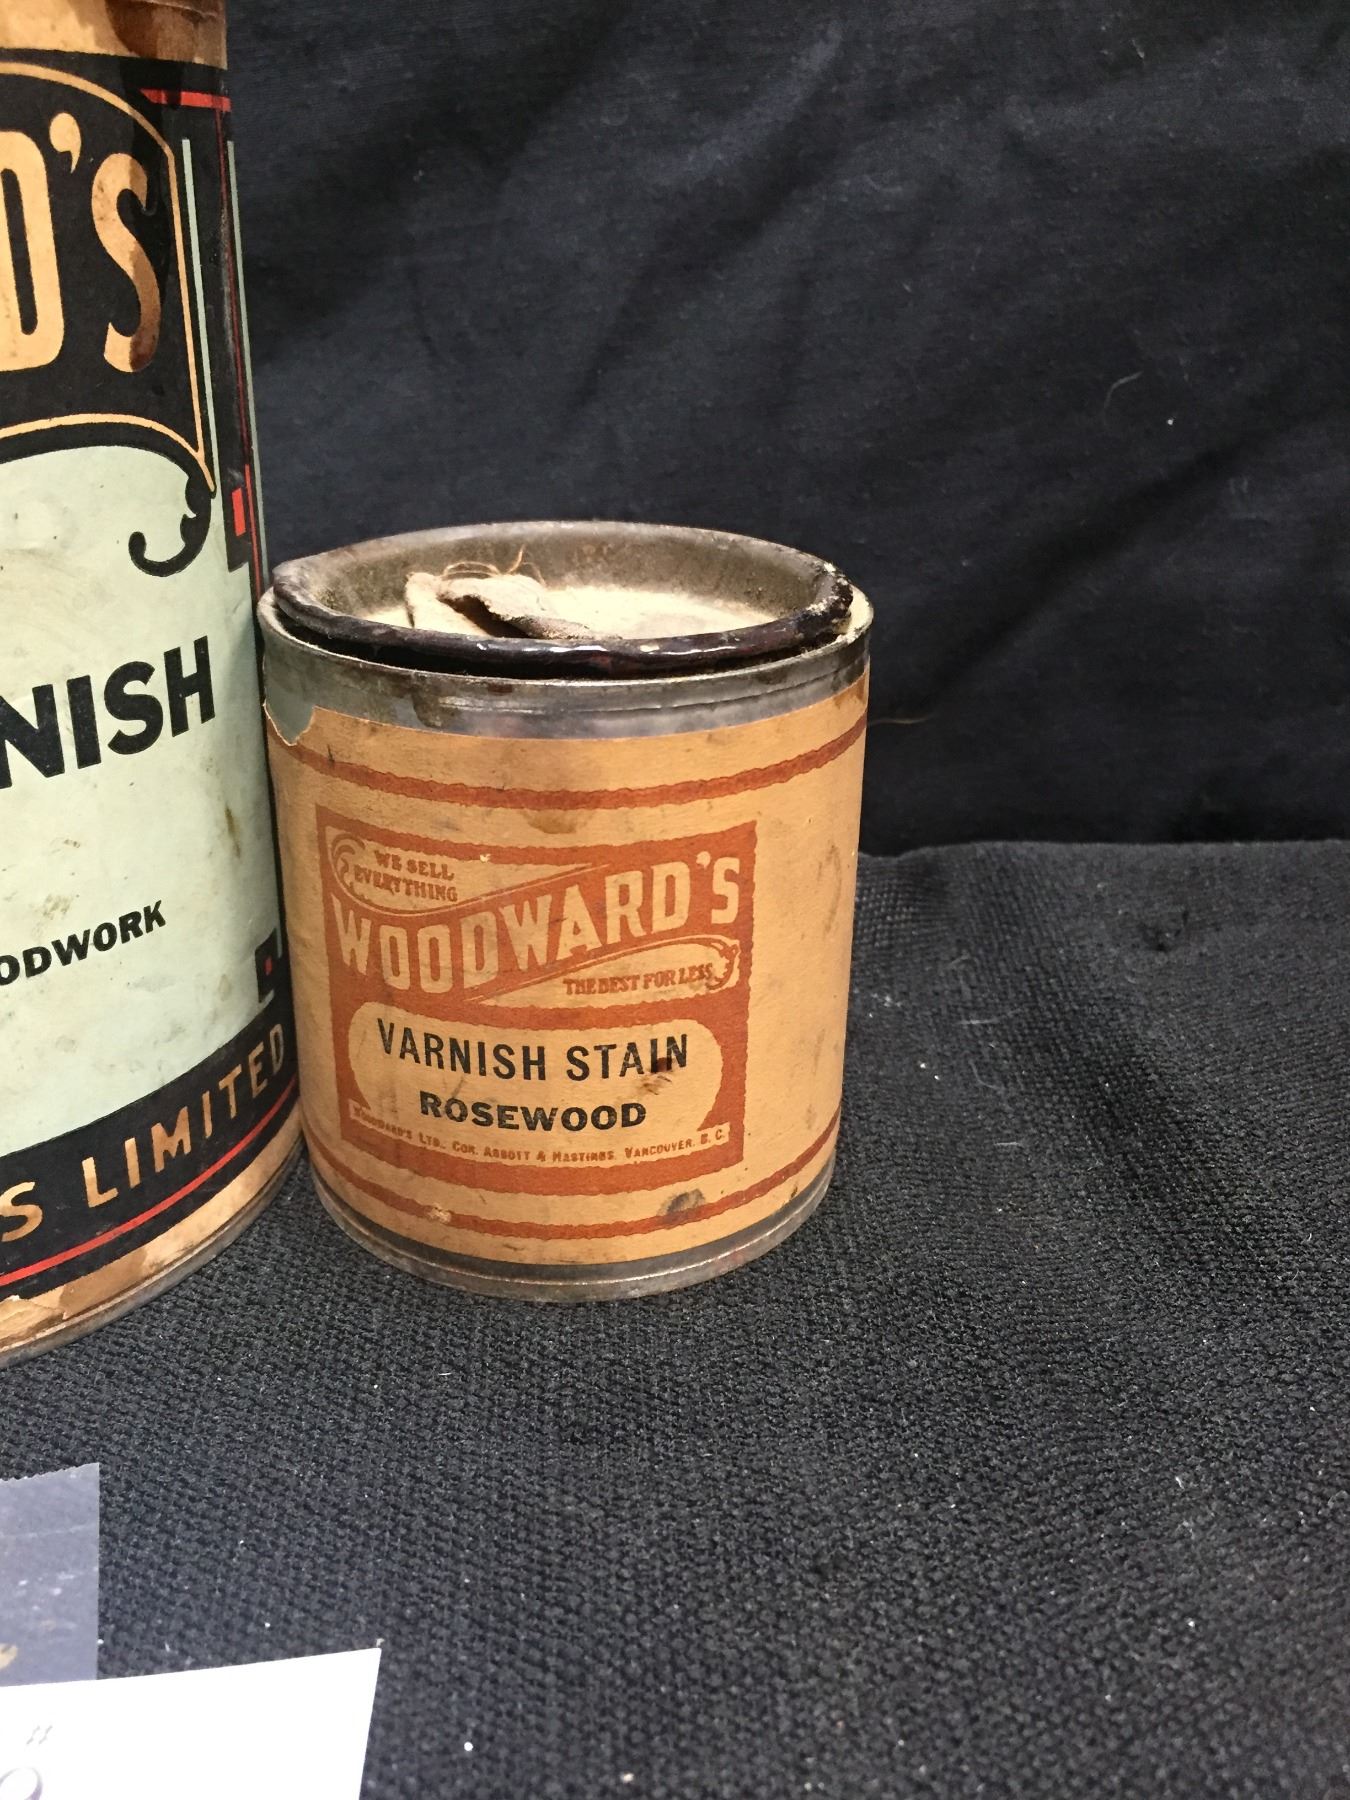 D'S
NISH
ODWORK
S LIMITED
WE SELL
EVERYTHING
WOODWARD'S
THE BEST FOR LESS
VARNISH STAIN
ROSEWOOD
WOODWARD'S LTD., COR. ABBOTT & HASTINGS, VANCOUVER, B. C.